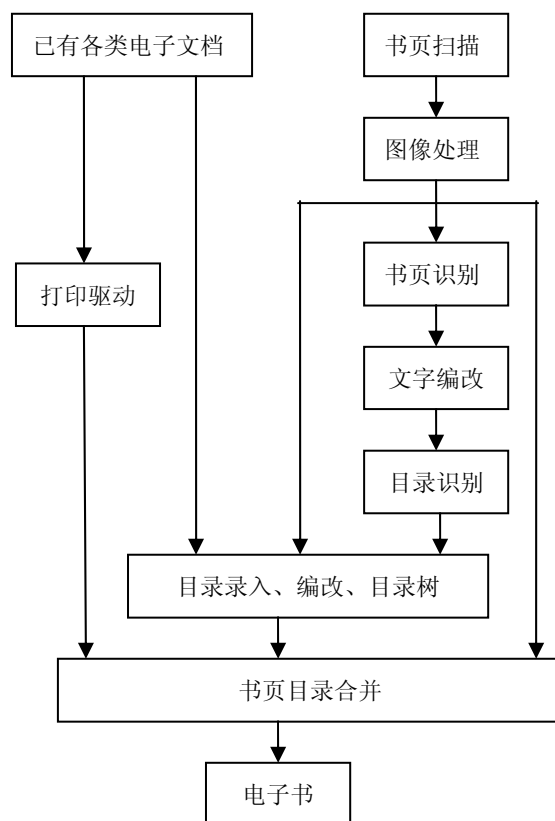 已有各类电子文档
书页扫描
图像处理
书页识别
打印驱动
文字编改
目录识别
目录录入、编改、目录树
书页目录合并
电子书